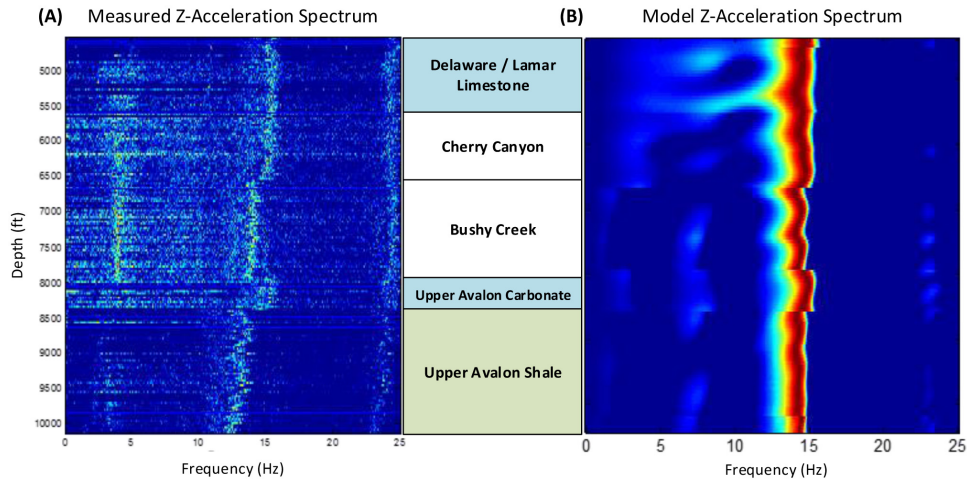 (A) Measured Z-Acceleration Spectrum
(B) Model Z-Acceleration Spectrum
Depth (ft)
5000
5500
6000
6500
7000
7500
8000
8500
9000
9500
10000
0 5 10 15 20 25
Frequency (Hz)
Delaware / Lamar
Limestone
Cherry Canyon
Bushy Creek
Upper Avalon Carbonate
Upper Avalon Shale
0 5 10 15 20 25
Frequency (Hz)